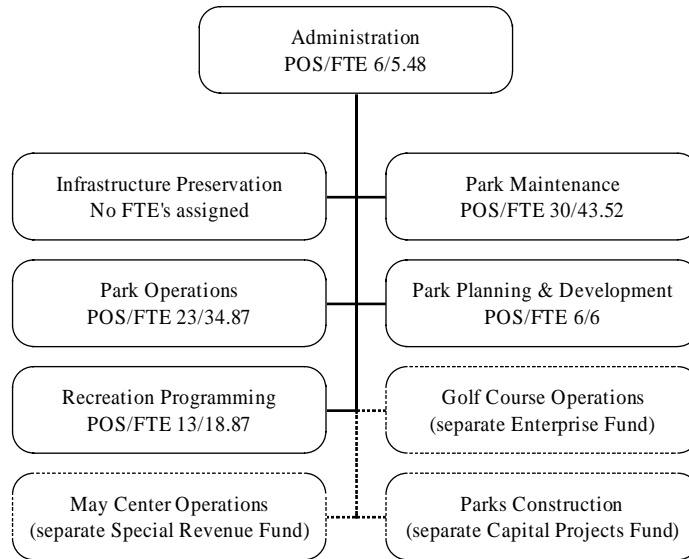 Administration
POS/FTE 6/5.48
Infrastructure Preservation
No FTE's assigned
Park Maintenance
POS/FTE 30/43.52
Park Operations
POS/FTE 23/34.87
Park Planning & Development
POS/FTE 6/6
Recreation Programming
POS/FTE 13/18.87
Golf Course Operations
(separate Enterprise Fund)
May Center Operations
(separate Special Revenue Fund)
Parks Construction
(separate Capital Projects Fund)